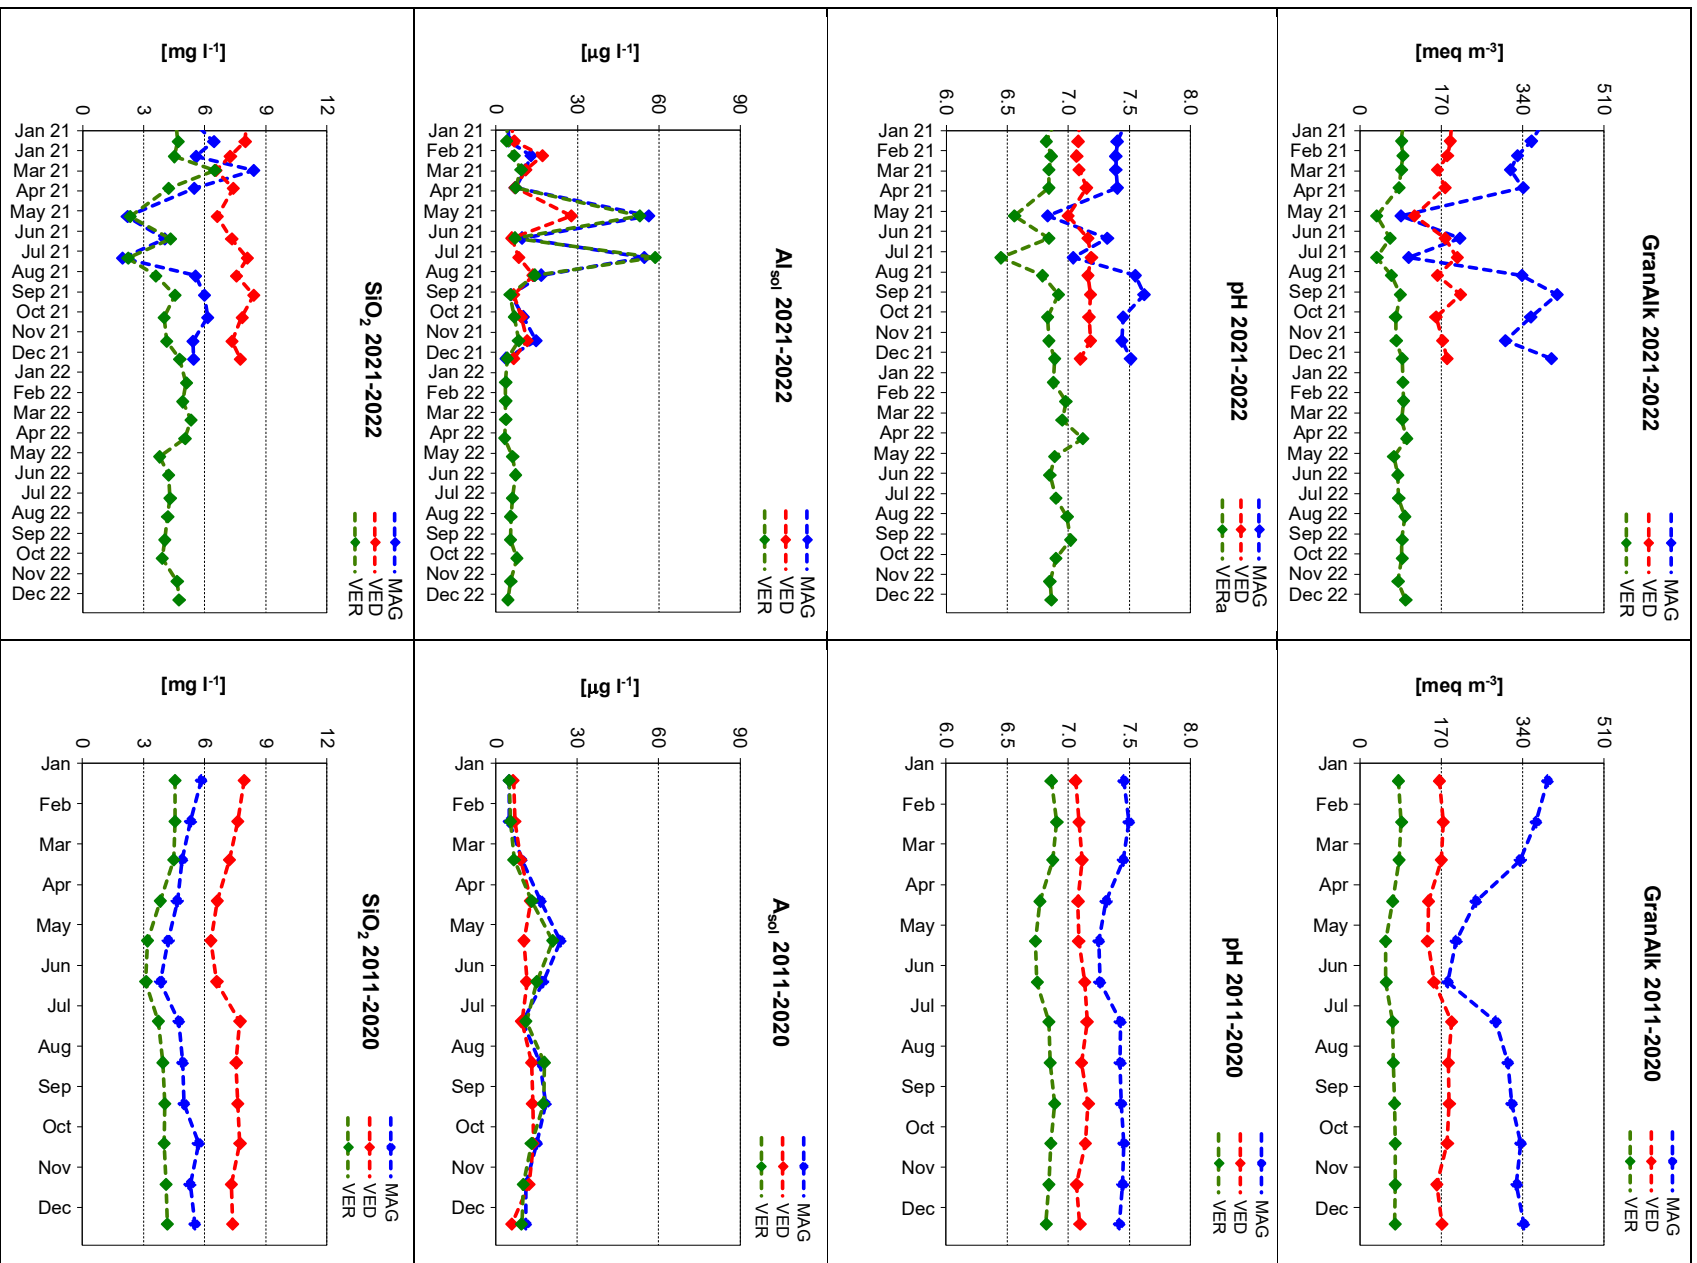 GranAlk 2021-2022
MAG
VED
VER
[meq m⁻³]
510
340
170
0
Jan 21
Feb 21
Mar 21
Apr 21
May 21
Jun 21
Jul 21
Aug 21
Sep 21
Oct 21
Nov 21
Dec 21
Jan 22
Feb 22
Mar 22
Apr 22
May 22
Jun 22
Jul 22
Aug 22
Sep 22
Oct 22
Nov 22
Dec 22
GranAlk 2011-2020
MAG
VED
VER
[meq m⁻³]
510
340
170
0
Jan
Feb
Mar
Apr
May
Jun
Jul
Aug
Sep
Oct
Nov
Dec
pH 2021-2022
MAG
VED
VERa
8.0
7.5
7.0
6.5
6.0
Jan 21
Feb 21
Mar 21
Apr 21
May 21
Jun 21
Jul 21
Aug 21
Sep 21
Oct 21
Nov 21
Dec 21
Jan 22
Feb 22
Mar 22
Apr 22
May 22
Jun 22
Jul 22
Aug 22
Sep 22
Oct 22
Nov 22
Dec 22
pH 2011-2020
MAG
VED
VER
8.0
7.5
7.0
6.5
6.0
Jan
Feb
Mar
Apr
May
Jun
Jul
Aug
Sep
Oct
Nov
Dec
Alsol 2021-2022
MAG
VED
VER
[µg l⁻¹]
90
60
30
0
Jan 21
Feb 21
Mar 21
Apr 21
May 21
Jun 21
Jul 21
Aug 21
Sep 21
Oct 21
Nov 21
Dec 21
Jan 22
Feb 22
Mar 22
Apr 22
May 22
Jun 22
Jul 22
Aug 22
Sep 22
Oct 22
Nov 22
Dec 22
Asol 2011-2020
MAG
VED
VER
[µg l⁻¹]
90
60
30
0
Jan
Feb
Mar
Apr
May
Jun
Jul
Aug
Sep
Oct
Nov
Dec
SiO₂ 2021-2022
MAG
VED
VER
[mg l⁻¹]
12
9
6
3
0
Jan 21
Jan 21
Mar 21
Apr 21
May 21
Jun 21
Jul 21
Aug 21
Sep 21
Oct 21
Nov 21
Dec 21
Jan 22
Feb 22
Mar 22
Apr 22
May 22
Jun 22
Jul 22
Aug 22
Sep 22
Oct 22
Nov 22
Dec 22
SiO₂ 2011-2020
MAG
VED
VER
[mg l⁻¹]
12
9
6
3
0
Jan
Feb
Mar
Apr
May
Jun
Jul
Aug
Sep
Oct
Nov
Dec